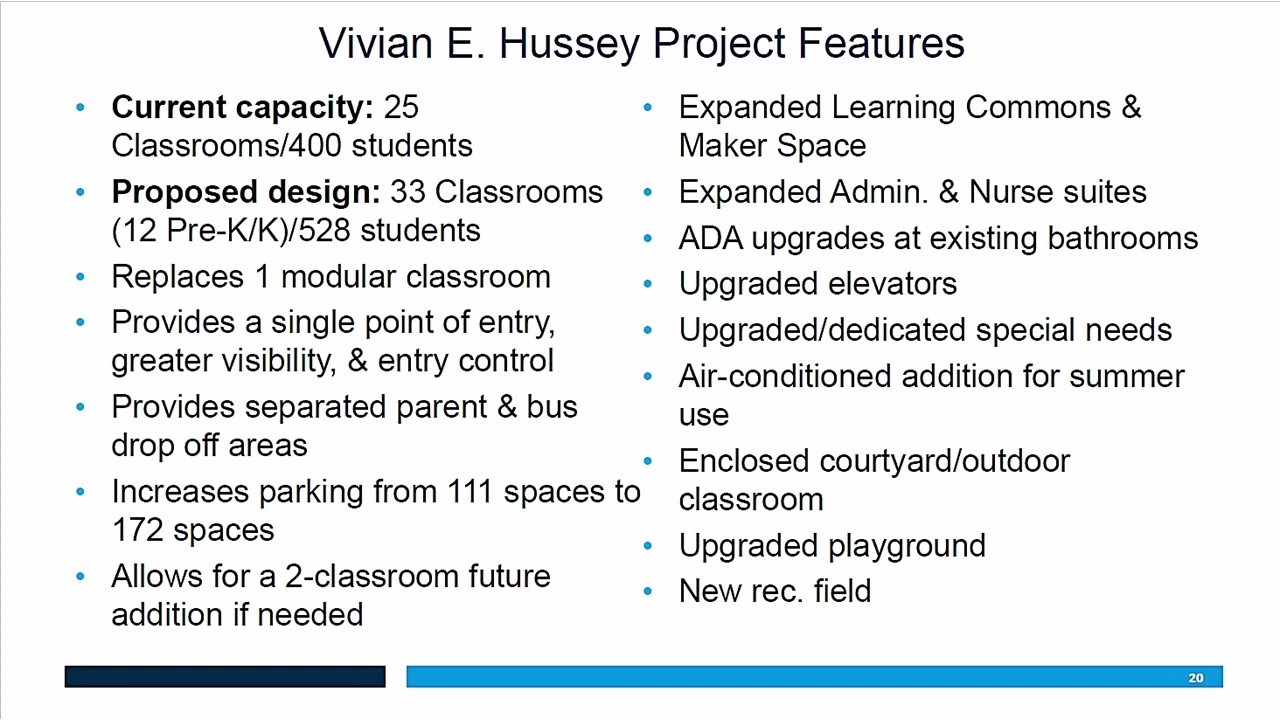 Vivian E. Hussey Project Features
• Current capacity: 25
Classrooms/400 students
• Proposed design: 33 Classrooms
(12 Pre-K/K)/528 students
• Replaces 1 modular classroom
• Provides a single point of entry,
greater visibility, & entry control
• Provides separated parent & bus
drop off areas
• Increases parking from 111 spaces to
172 spaces
• Allows for a 2-classroom future
addition if needed
• Expanded Learning Commons &
Maker Space
• Expanded Admin. & Nurse suites
• ADA upgrades at existing bathrooms
• Upgraded elevators
• Upgraded/dedicated special needs
• Air-conditioned addition for summer
use
• Enclosed courtyard/outdoor
classroom
• Upgraded playground
• New rec. field
20